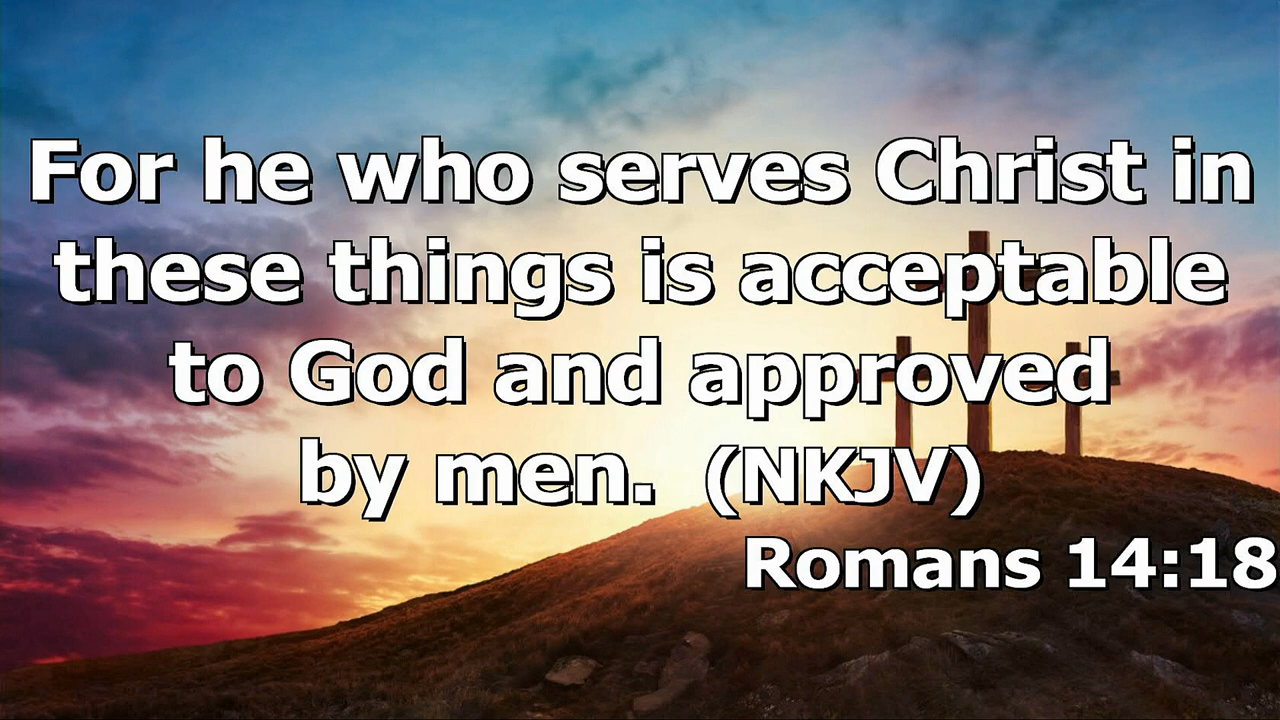 For he who serves Christ in
these things is acceptable
to God and approved
by men.  (NKJV)
Romans 14:18